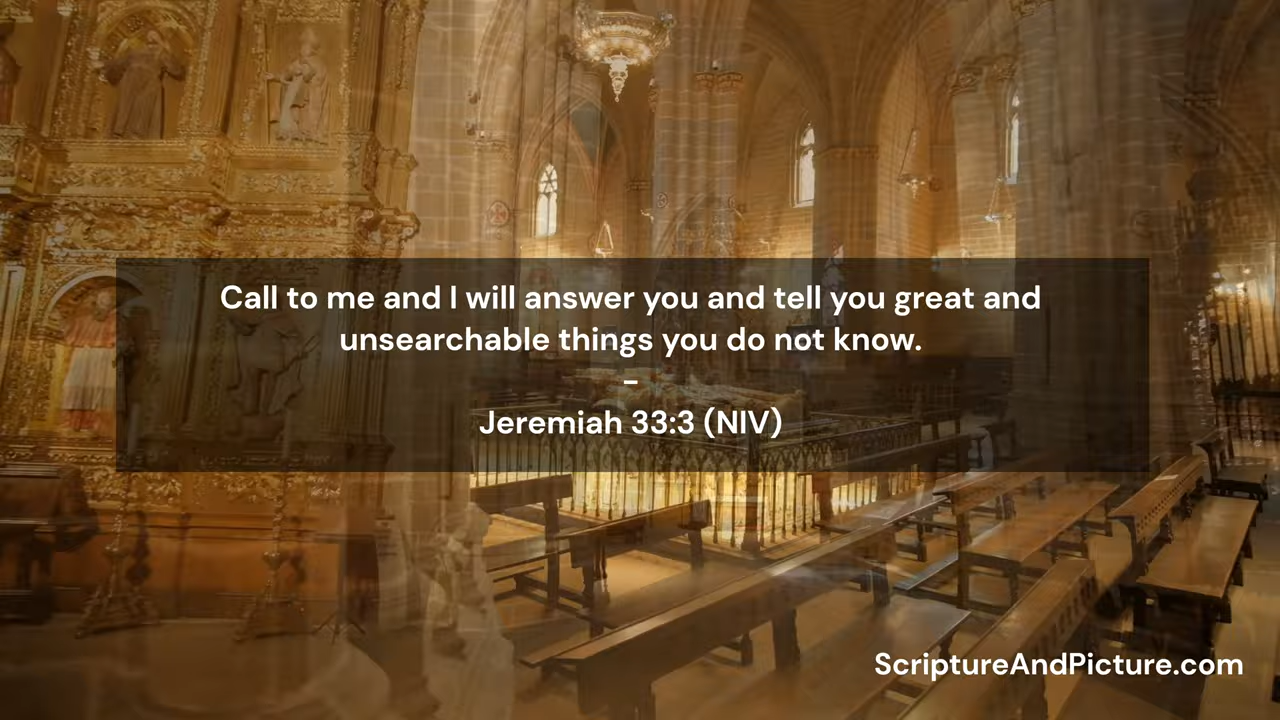 Call to me and I will answer you and tell you great and
unsearchable things you do not know.
–
Jeremiah 33:3 (NIV)
ScriptureAndPicture.com